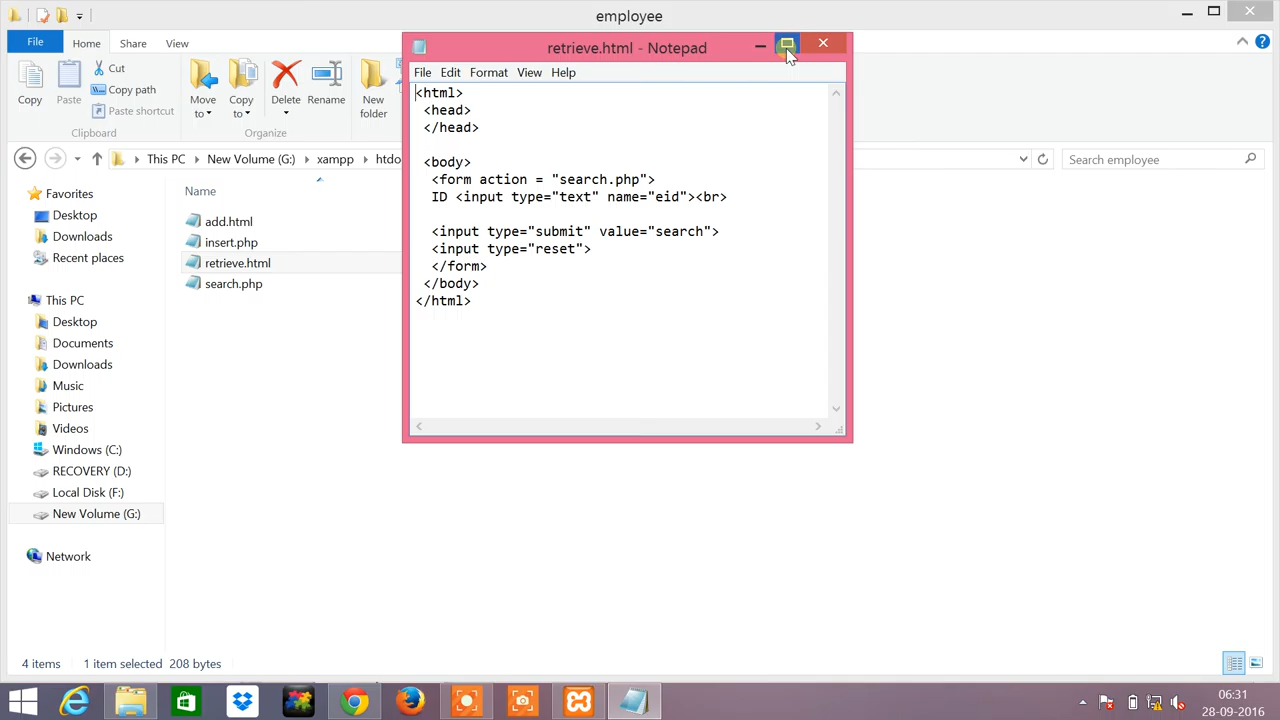 employee
File
Home
Share
View
Copy
Paste
Cut
Copy path
Paste shortcut
Clipboard
Move
to
Copy
to
Delete
Rename
Organize
New
folder
This PC
New Volume (G:)
xampp
htdo
Search employee
Favorites
Desktop
Downloads
Recent places
This PC
Desktop
Documents
Downloads
Music
Pictures
Videos
Windows (C:)
RECOVERY (D:)
Local Disk (F:)
New Volume (G:)
Network
Name
add.html
insert.php
retrieve.html
search.php
retrieve.html - Notepad
File Edit Format View Help
<html>
<head>
</head>
<body>
<form action = "search.php">
ID <input type="text" name="eid"><br>
<input type="submit" value="search">
<input type="reset">
</form>
</body>
</html>
4 items
1 item selected 208 bytes
06:31
28-09-2016